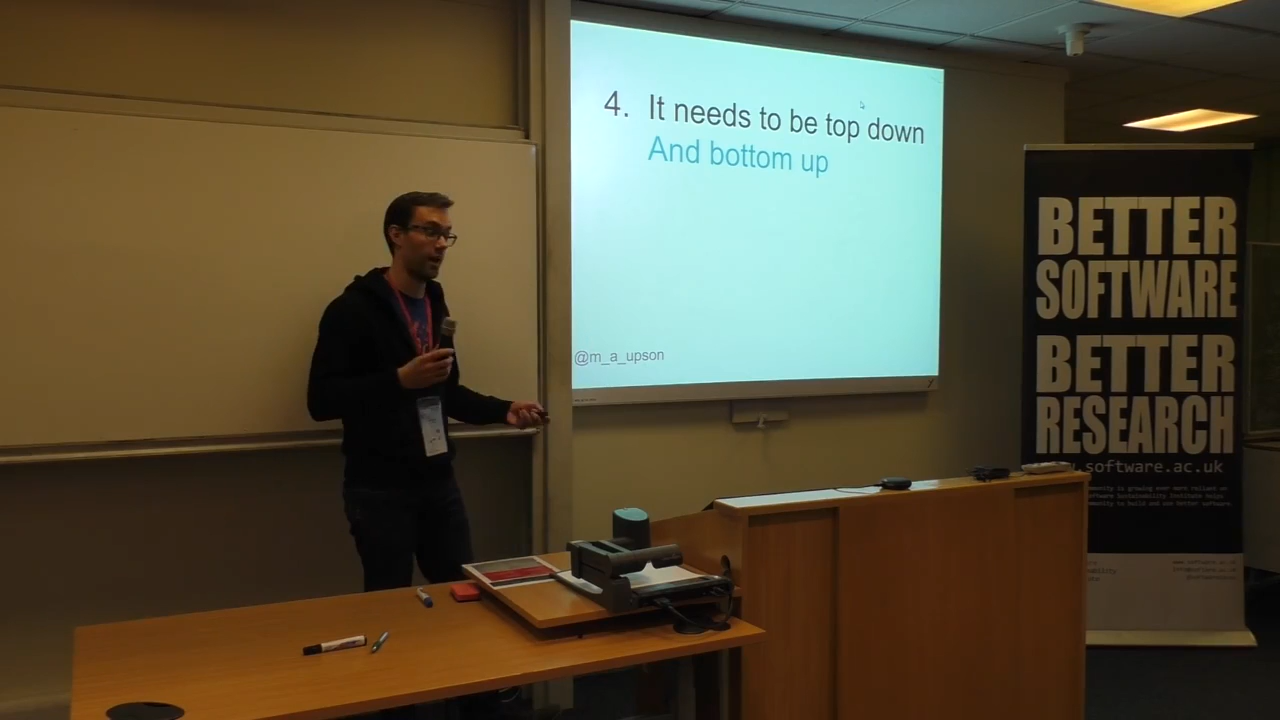 4. It needs to be top down
And bottom up
@m_a_upson
BETTER
SOFTWARE
BETTER
RESEARCH
.software.ac.uk